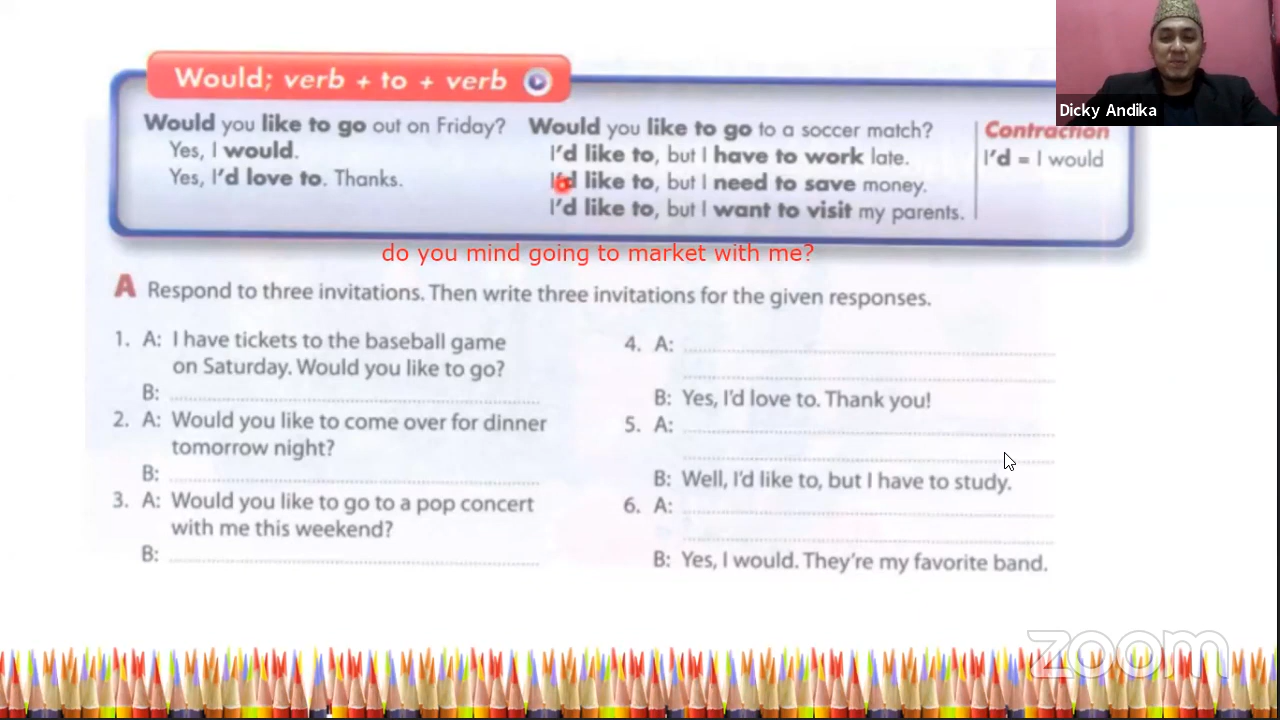 Would; verb + to + verb
Would you like to go out on Friday?
Yes, I would.
Yes, I'd love to. Thanks.
Would you like to go to a soccer match?
I'd like to, but I have to work late.
I'd like to, but I need to save money.
I'd like to, but I want to visit my parents.
Contraction
I'd = I would
Dicky Andika
do you mind going to market with me?
A Respond to three invitations. Then write three invitations for the given responses.
1. A: I have tickets to the baseball game
on Saturday. Would you like to go?
B:
2. A: Would you like to come over for dinner
tomorrow night?
B:
3. A: Would you like to go to a pop concert
with me this weekend?
B:
4. A:
B: Yes, I'd love to. Thank you!
5. A:
B: Well, I'd like to, but I have to study.
6. A:
B: Yes, I would. They're my favorite band.
zoom